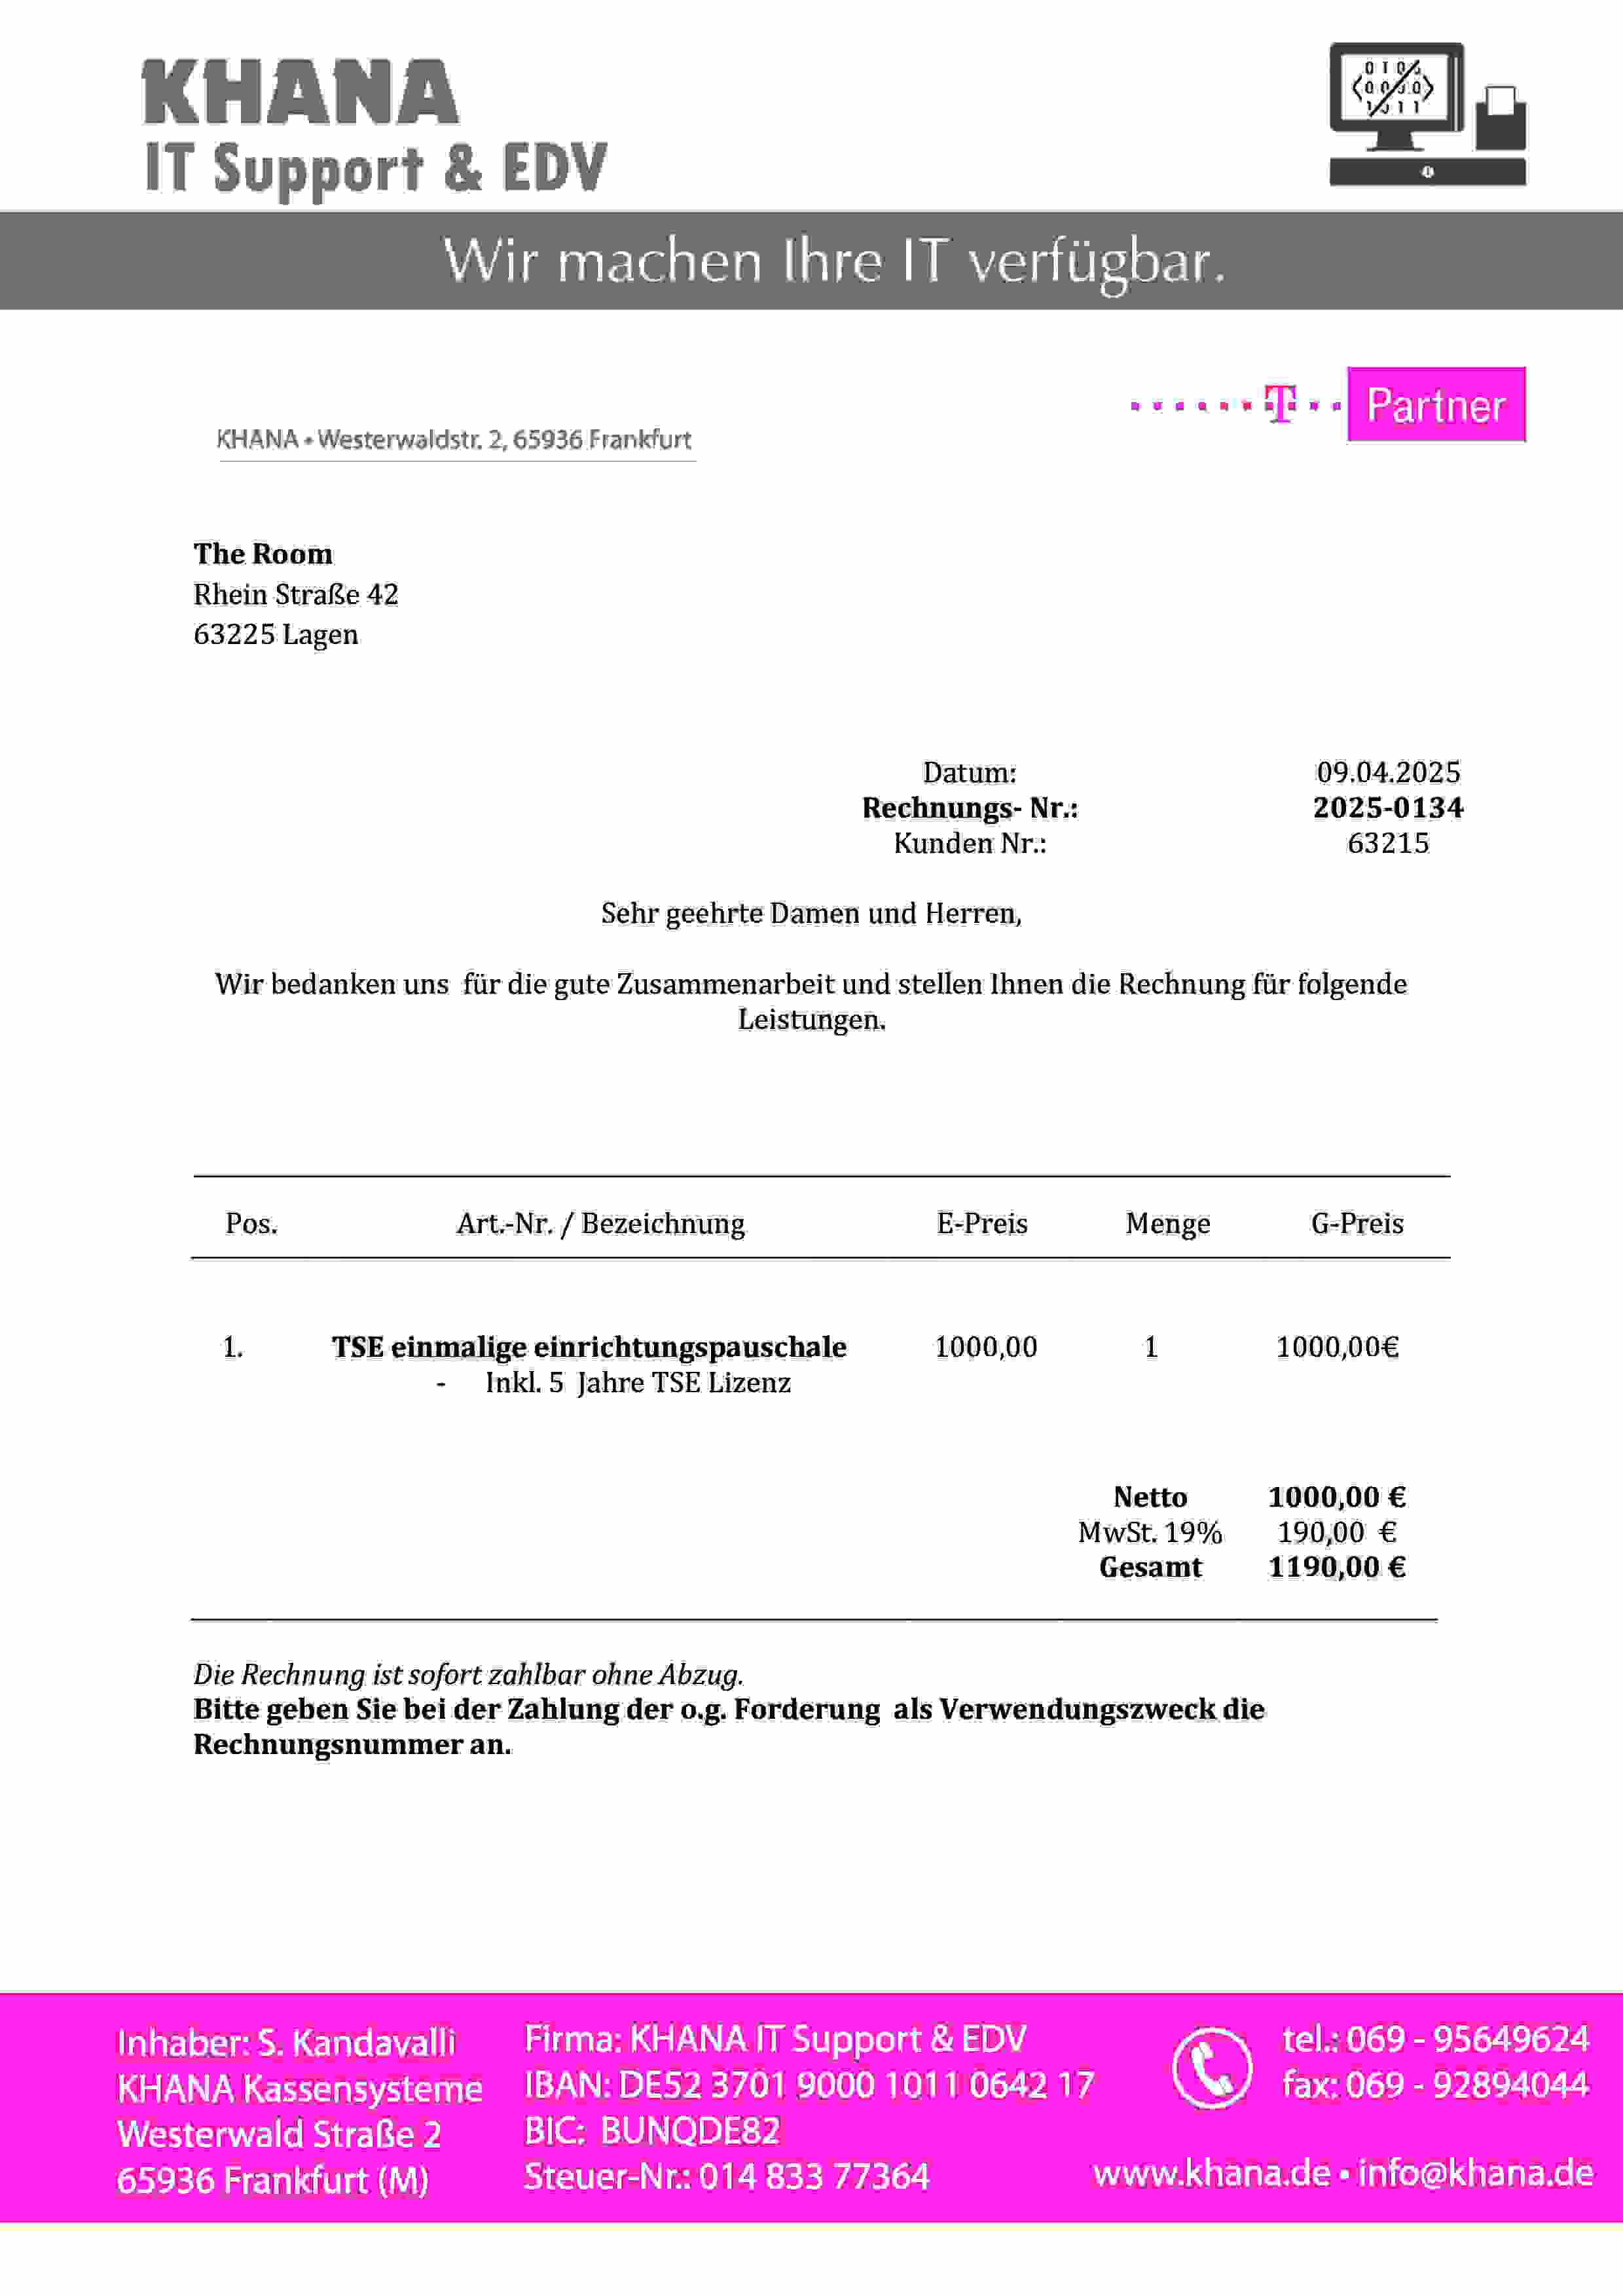 KHANA
IT Support & EDV
Wir machen Ihre IT verfügbar.
T Partner
KHANA • Westerwaldstr. 2, 65936 Frankfurt
The Room
Rhein Straße 42
63225 Lagen
Datum: 09.04.2025
Rechnungs- Nr.: 2025-0134
Kunden Nr.: 63215
Sehr geehrte Damen und Herren,
Wir bedanken uns für die gute Zusammenarbeit und stellen Ihnen die Rechnung für folgende
Leistungen.
Pos. Art.-Nr. / Bezeichnung E-Preis Menge G-Preis
1. TSE einmalige einrichtungspauschale 1000,00 1 1000,00€
- Inkl. 5 Jahre TSE Lizenz
Netto 1000,00 €
MwSt. 19% 190,00 €
Gesamt 1190,00 €
Die Rechnung ist sofort zahlbar ohne Abzug.
Bitte geben Sie bei der Zahlung der o.g. Forderung als Verwendungszweck die
Rechnungsnummer an.
Inhaber: S. Kandavalli
KHANA Kassensysteme
Westerwald Straße 2
65936 Frankfurt (M)
Firma: KHANA IT Support & EDV
IBAN: DE52 3701 9000 1011 0642 17
BIC: BUNQDE82
Steuer-Nr.: 014 833 77364
tel.: 069 - 95649624
fax: 069 - 92894044
www.khana.de • info@khana.de